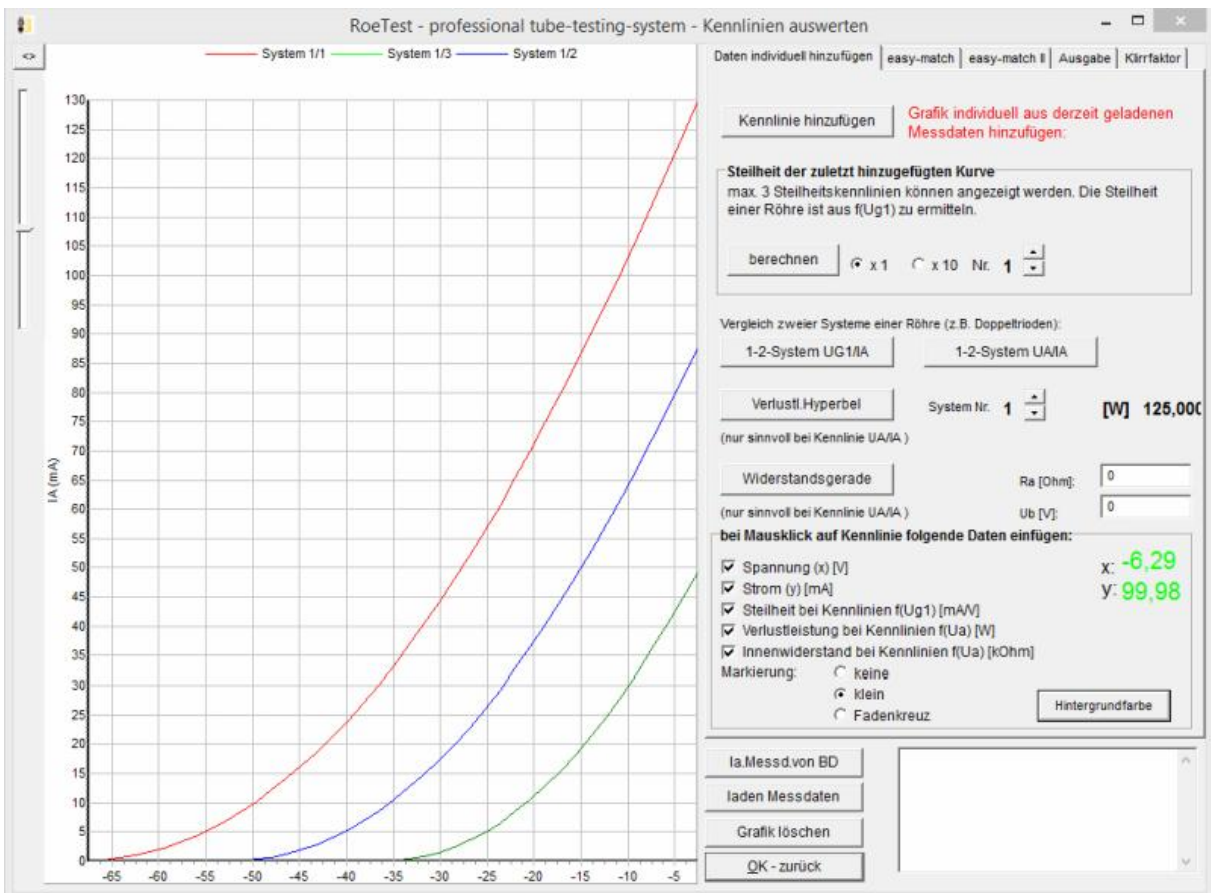 RoeTest - professional tube-testing-system - Kennlinien auswerten
<>
System 1/1 System 1/3 System 1/2
130
125
120
115
110
105
100
95
90
85
80
75
70
65
60
55
50
45
40
35
30
25
20
15
10
5
0
IA (mA)
-65 -60 -55 -50 -45 -40 -35 -30 -25 -20 -15 -10 -5
Daten individuell hinzufügen easy-match easy-match II Ausgabe Klirrfaktor
Kennlinie hinzufügen
Grafik individuell aus derzeit geladenen
Messdaten hinzufügen:
Steilheit der zuletzt hinzugefügten Kurve
max. 3 Steilheitskennlinien können angezeigt werden. Die Steilheit
einer Röhre ist aus f(Ug1) zu ermitteln.
berechnen x 1 x 10 Nr. 1
Vergleich zweier Systeme einer Röhre (z.B. Doppeltrioden):
1-2-System UG1/IA 1-2-System UA/IA
Verlustl.Hyperbel System Nr. 1 [W] 125,000
(nur sinnvoll bei Kennlinie UA/IA )
Widerstandsgerade Ra [Ohm]: 0
(nur sinnvoll bei Kennlinie UA/IA ) Ub [V]: 0
bei Mausklick auf Kennlinie folgende Daten einfügen:
Spannung (x) [V] x: -6,29
Strom (y) [mA] y: 99,98
Steilheit bei Kennlinien f(Ug1) [mA/V]
Verlustleistung bei Kennlinien f(Ua) [W]
Innenwiderstand bei Kennlinien f(Ua) [kOhm]
Markierung: keine
klein
Fadenkreuz
Hintergrundfarbe
la.Messd.von BD
laden Messdaten
Grafik löschen
OK - zurück